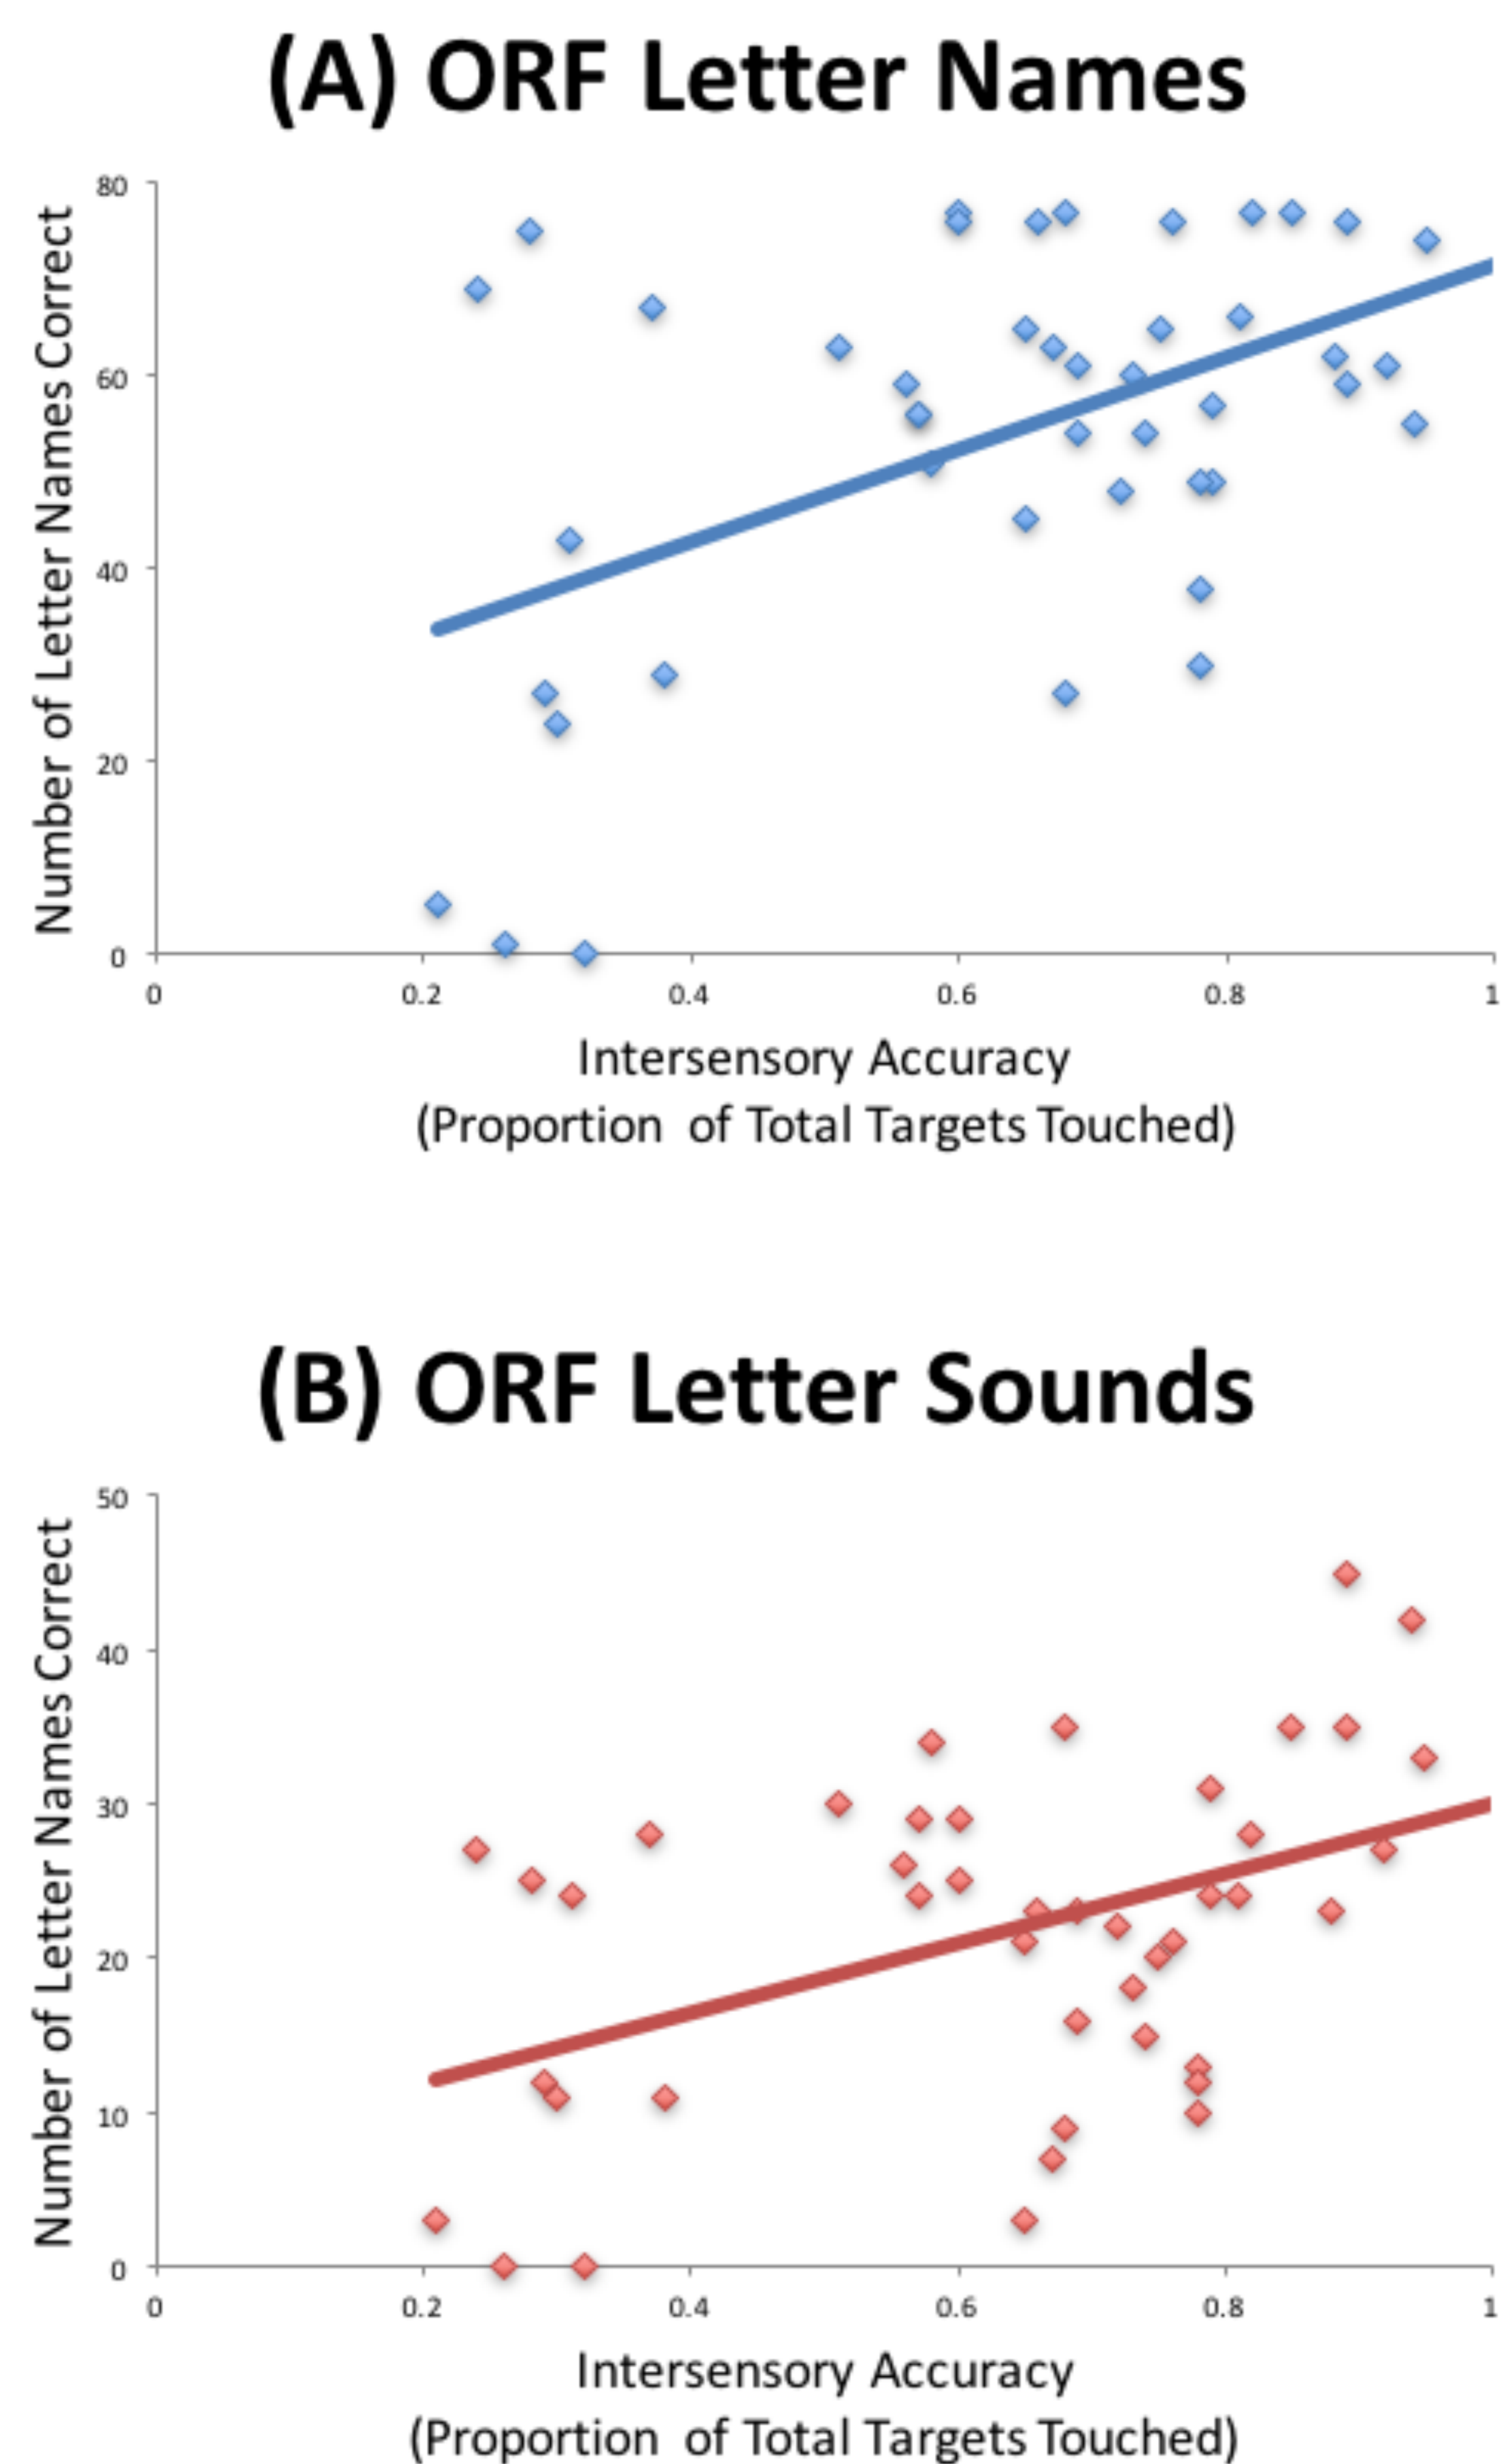 (A) ORF Letter Names
Number of Letter Names Correct
80
60
40
20
0
0 0.2 0.4 0.6 0.8 1
Intersensory Accuracy
(Proportion of Total Targets Touched)
(B) ORF Letter Sounds
Number of Letter Names Correct
50
40
30
20
10
0
0 0.2 0.4 0.6 0.8 1
Intersensory Accuracy
(Proportion of Total Targets Touched)